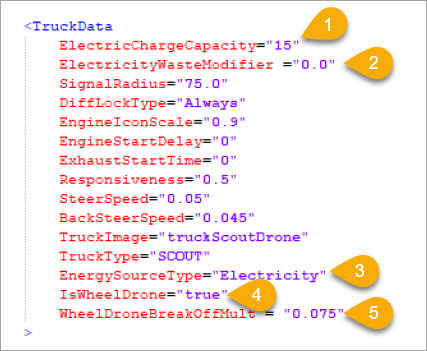 <TruckData
ElectricChargeCapacity="15" 1
ElectricityWasteModifier ="0.0" 2
SignalRadius="75.0"
DiffLockType="Always"
EngineIconScale="0.9"
EngineStartDelay="0"
ExhaustStartTime="0"
Responsiveness="0.5"
SteerSpeed="0.05"
BackSteerSpeed="0.045"
TruckImage="truckScoutDrone"
TruckType="SCOUT"
EnergySourceType="Electricity" 3
IsWheelDrone="true" 4
WheelDroneBreakOffMult = "0.075" 5
>